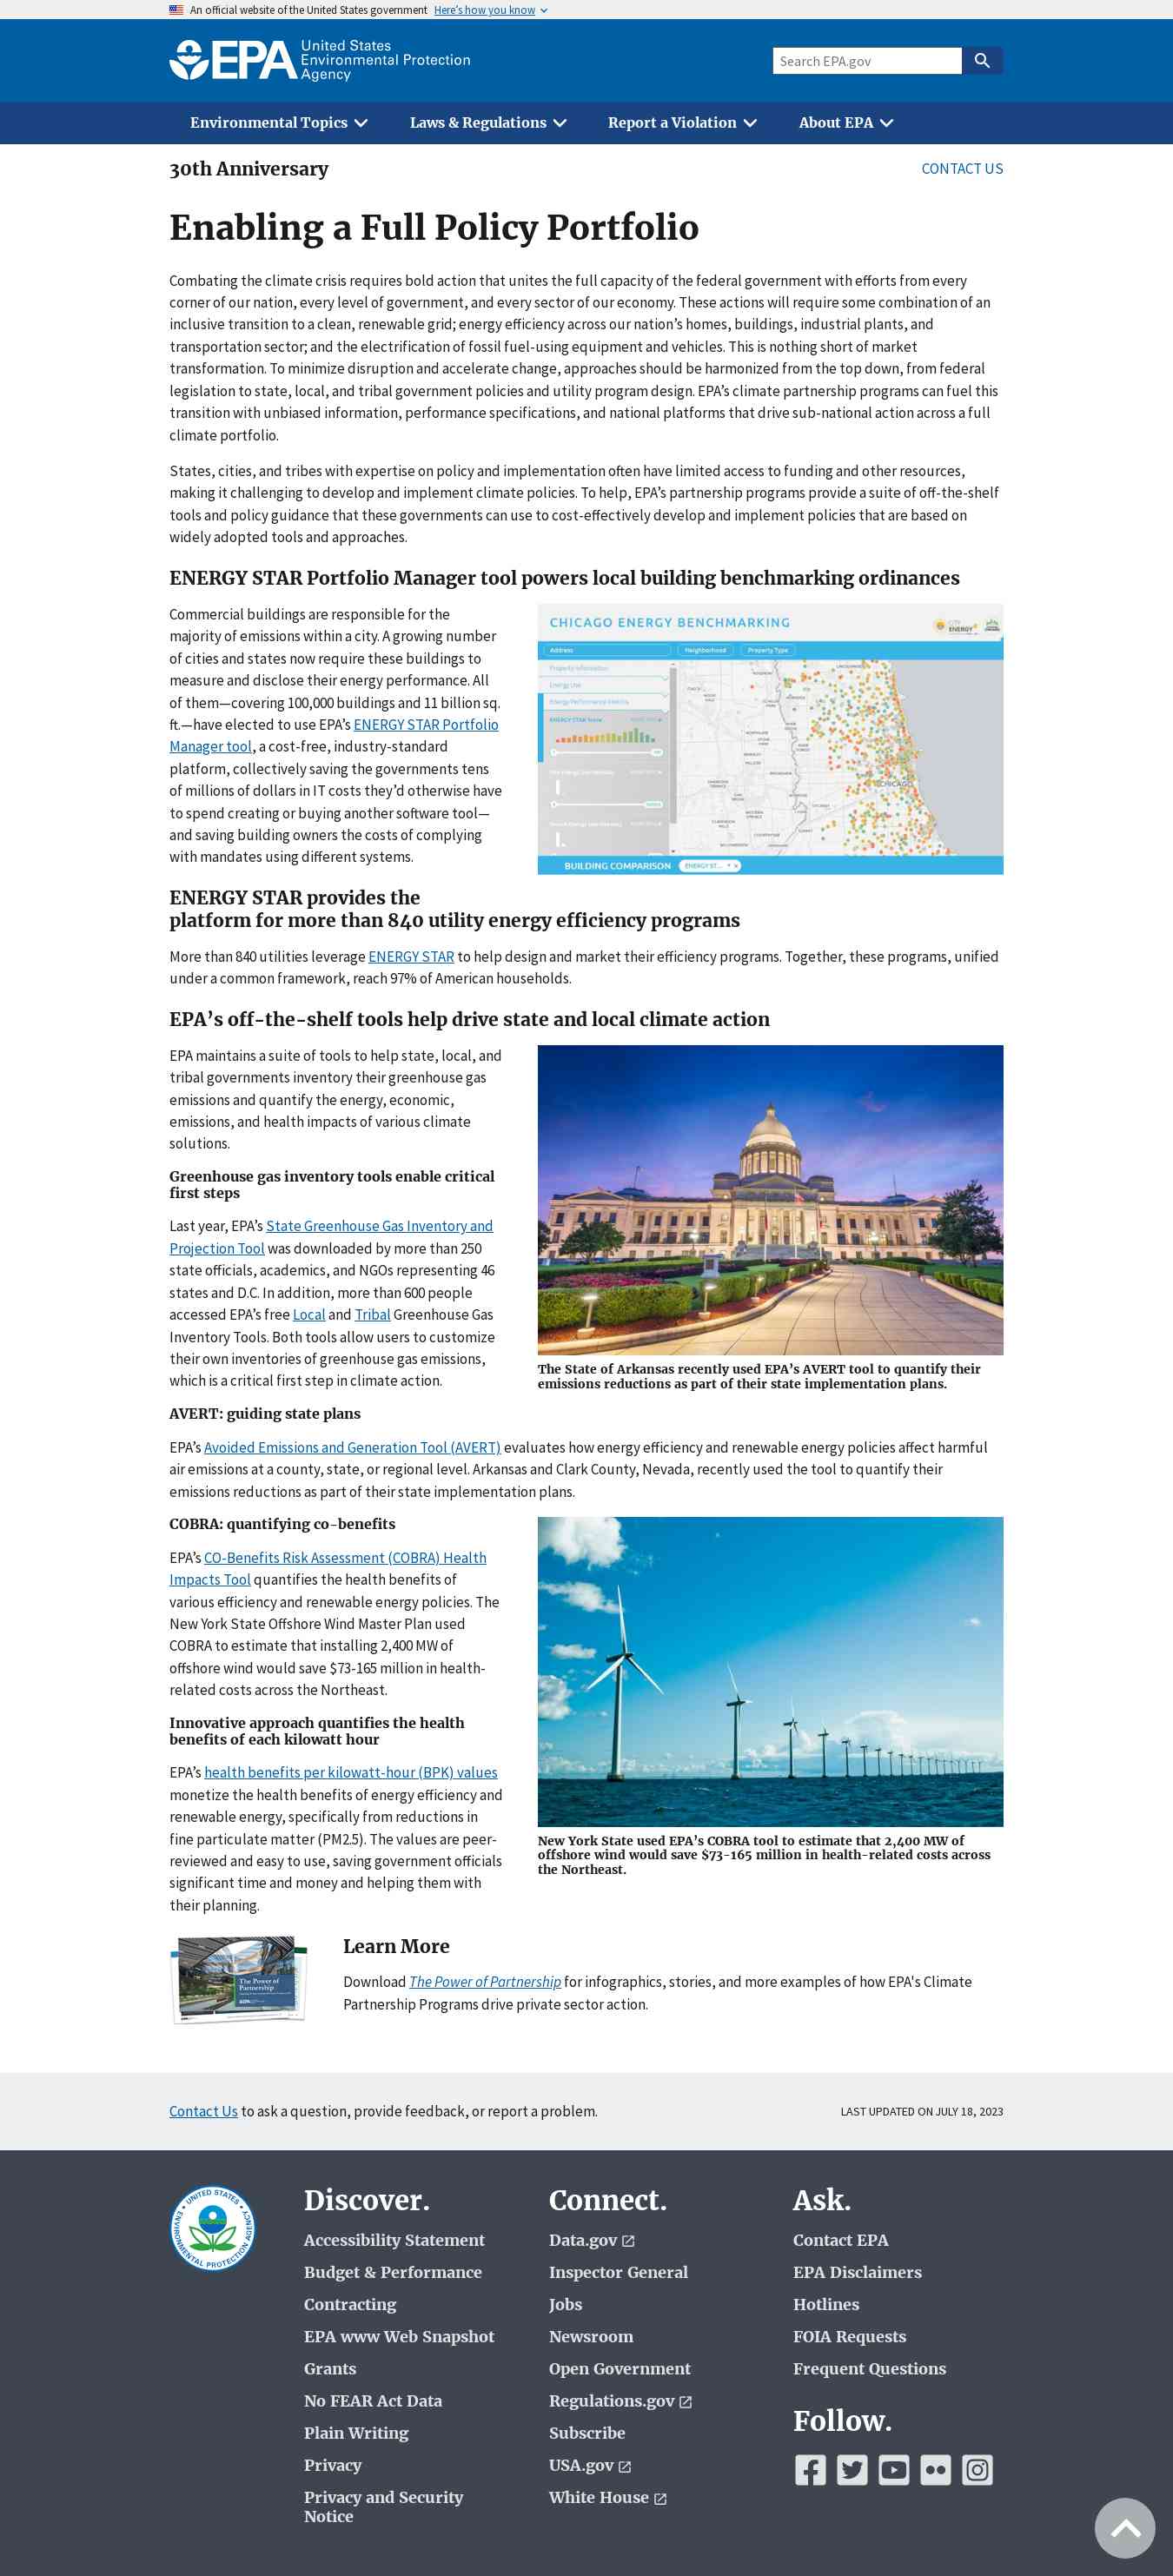 An official website of the United States government Here's how you know
EPA United States
Environmental Protection
Agency
Search EPA.gov
Environmental Topics
Laws & Regulations
Report a Violation
About EPA
30th Anniversary
CONTACT US
Enabling a Full Policy Portfolio
Combating the climate crisis requires bold action that unites the full capacity of the federal government with efforts from every
corner of our nation, every level of government, and every sector of our economy. These actions will require some combination of an
inclusive transition to a clean, renewable grid; energy efficiency across our nation’s homes, buildings, industrial plants, and
transportation sector; and the electrification of fossil fuel-using equipment and vehicles. This is nothing short of market
transformation. To minimize disruption and accelerate change, approaches should be harmonized from the top down, from federal
legislation to state, local, and tribal government policies and utility program design. EPA’s climate partnership programs can fuel this
transition with unbiased information, performance specifications, and national platforms that drive sub-national action across a full
climate portfolio.
States, cities, and tribes with expertise on policy and implementation often have limited access to funding and other resources,
making it challenging to develop and implement climate policies. To help, EPA’s partnership programs provide a suite of off-the-shelf
tools and policy guidance that these governments can use to cost-effectively develop and implement policies that are based on
widely adopted tools and approaches.
ENERGY STAR Portfolio Manager tool powers local building benchmarking ordinances
Commercial buildings are responsible for the
majority of emissions within a city. A growing number
of cities and states now require these buildings to
measure and disclose their energy performance. All
of them—covering 100,000 buildings and 11 billion sq.
ft.—have elected to use EPA’s ENERGY STAR Portfolio
Manager tool, a cost-free, industry-standard
platform, collectively saving the governments tens
of millions of dollars in IT costs they’d otherwise have
to spend creating or buying another software tool—
and saving building owners the costs of complying
with mandates using different systems.
CHICAGO ENERGY BENCHMARKING
CITY ENERGY
Address
Neighborhood
Property Type
Property Information
Energy Use
Energy Performance Metrics
ENERGY STAR Score
CHICAGO
BUILDING COMPARISON
ENERGY ST...
ENERGY STAR provides the
platform for more than 840 utility energy efficiency programs
More than 840 utilities leverage ENERGY STAR to help design and market their efficiency programs. Together, these programs, unified
under a common framework, reach 97% of American households.
EPA’s off-the-shelf tools help drive state and local climate action
EPA maintains a suite of tools to help state, local, and
tribal governments inventory their greenhouse gas
emissions and quantify the energy, economic,
emissions, and health impacts of various climate
solutions.
Greenhouse gas inventory tools enable critical
first steps
Last year, EPA’s State Greenhouse Gas Inventory and
Projection Tool was downloaded by more than 250
state officials, academics, and NGOs representing 46
states and D.C. In addition, more than 600 people
accessed EPA’s free Local and Tribal Greenhouse Gas
Inventory Tools. Both tools allow users to customize
their own inventories of greenhouse gas emissions,
which is a critical first step in climate action.
The State of Arkansas recently used EPA’s AVERT tool to quantify their
emissions reductions as part of their state implementation plans.
AVERT: guiding state plans
EPA’s Avoided Emissions and Generation Tool (AVERT) evaluates how energy efficiency and renewable energy policies affect harmful
air emissions at a county, state, or regional level. Arkansas and Clark County, Nevada, recently used the tool to quantify their
emissions reductions as part of their state implementation plans.
COBRA: quantifying co-benefits
EPA’s CO-Benefits Risk Assessment (COBRA) Health
Impacts Tool quantifies the health benefits of
various efficiency and renewable energy policies. The
New York State Offshore Wind Master Plan used
COBRA to estimate that installing 2,400 MW of
offshore wind would save $73-165 million in health-
related costs across the Northeast.
Innovative approach quantifies the health
benefits of each kilowatt hour
EPA’s health benefits per kilowatt-hour (BPK) values
monetize the health benefits of energy efficiency and
renewable energy, specifically from reductions in
fine particulate matter (PM2.5). The values are peer-
reviewed and easy to use, saving government officials
significant time and money and helping them with
their planning.
New York State used EPA’s COBRA tool to estimate that 2,400 MW of
offshore wind would save $73-165 million in health-related costs across
the Northeast.
The Power of
Partnership
Learn More
Download The Power of Partnership for infographics, stories, and more examples of how EPA's Climate
Partnership Programs drive private sector action.
Contact Us to ask a question, provide feedback, or report a problem.
LAST UPDATED ON JULY 18, 2023
UNITED STATES
ENVIRONMENTAL PROTECTION AGENCY
Discover.
Accessibility Statement
Budget & Performance
Contracting
EPA www Web Snapshot
Grants
No FEAR Act Data
Plain Writing
Privacy
Privacy and Security
Notice
Connect.
Data.gov
Inspector General
Jobs
Newsroom
Open Government
Regulations.gov
Subscribe
USA.gov
White House
Ask.
Contact EPA
EPA Disclaimers
Hotlines
FOIA Requests
Frequent Questions
Follow.